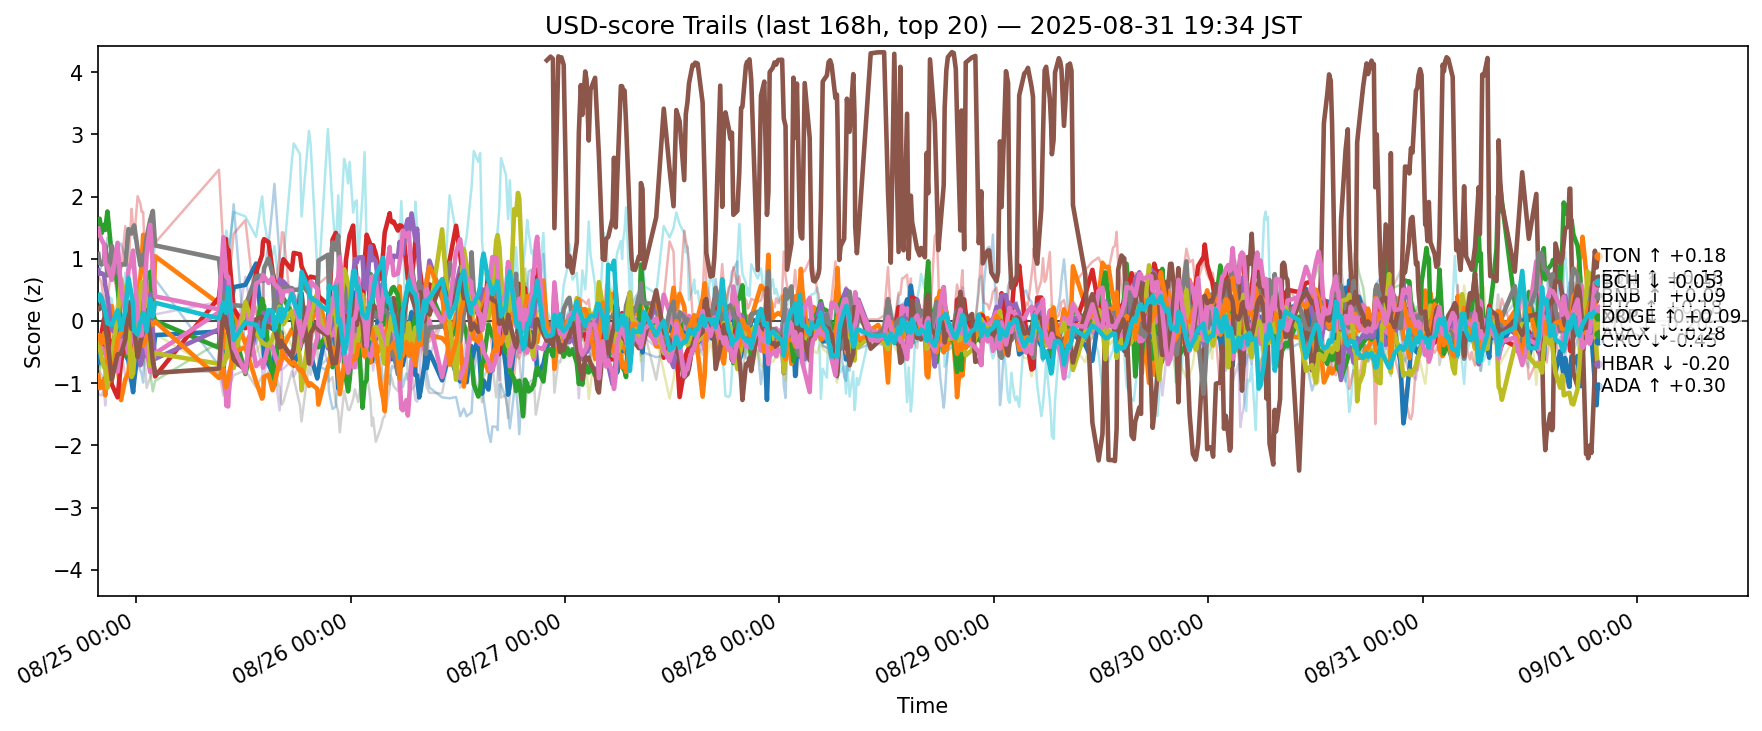 USD-score Trails (last 168h, top 20) — 2025-08-31 19:34 JST
Score (z)
4
3
2
1
0
−1
−2
−3
−4
TON ↑ +0.18
BCH ↓ -0.05
BNB ↑ +0.09
DOGE ↑ +0.09
HBAR ↓ -0.20
ADA ↑ +0.30
08/25 00:00
08/26 00:00
08/27 00:00
08/28 00:00
08/29 00:00
08/30 00:00
08/31 00:00
09/01 00:00
Time